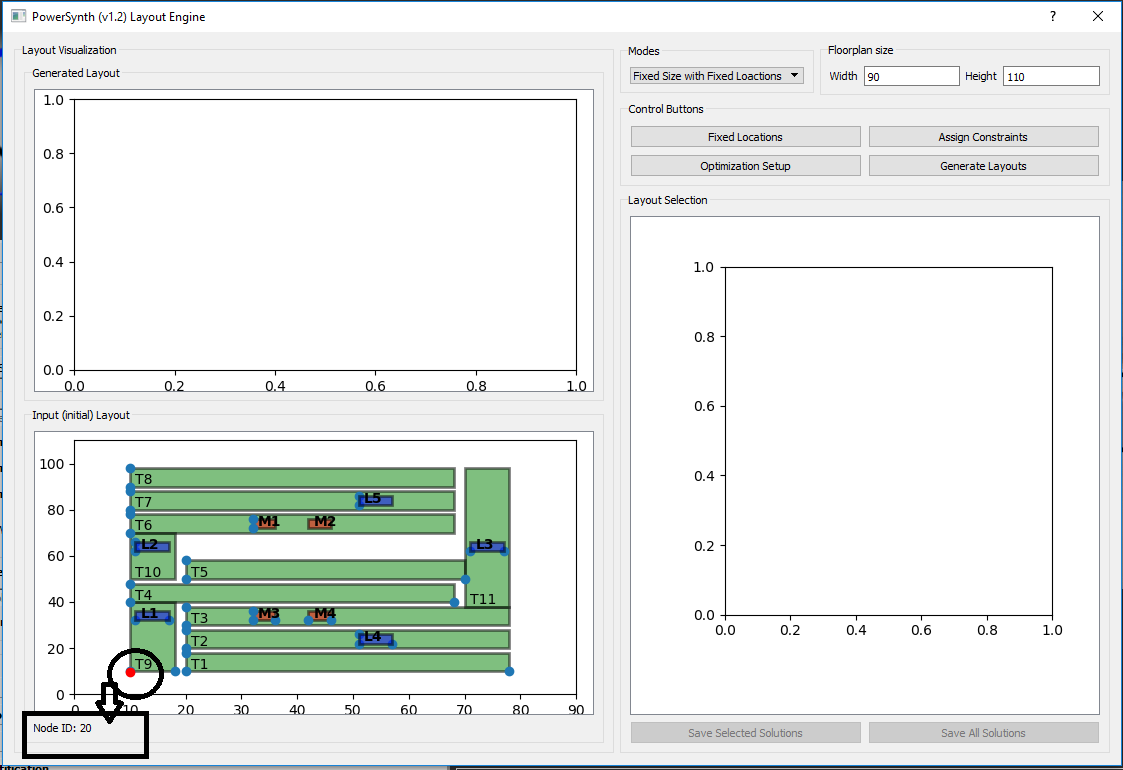 PowerSynth (v1.2) Layout Engine
?
Layout Visualization
Generated Layout
1.0
0.8
0.6
0.4
0.2
0.0
0.0 0.2 0.4 0.6 0.8 1.0
Input (initial) Layout
100
80
60
40
20
0
T8
T7
L5
T6
M1
M2
L2
L3
T10
T5
T4
T11
L1
T3
M3
M4
T2
L4
T9
T1
0 10 20 30 40 50 60 70 80 90
Node ID: 20
Modes
Fixed Size with Fixed Loactions
Floorplan size
Width 90 Height 110
Control Buttons
Fixed Locations Assign Constraints
Optimization Setup Generate Layouts
Layout Selection
1.0
0.8
0.6
0.4
0.2
0.0
0.0 0.2 0.4 0.6 0.8 1.0
Save Selected Solutions Save All Solutions